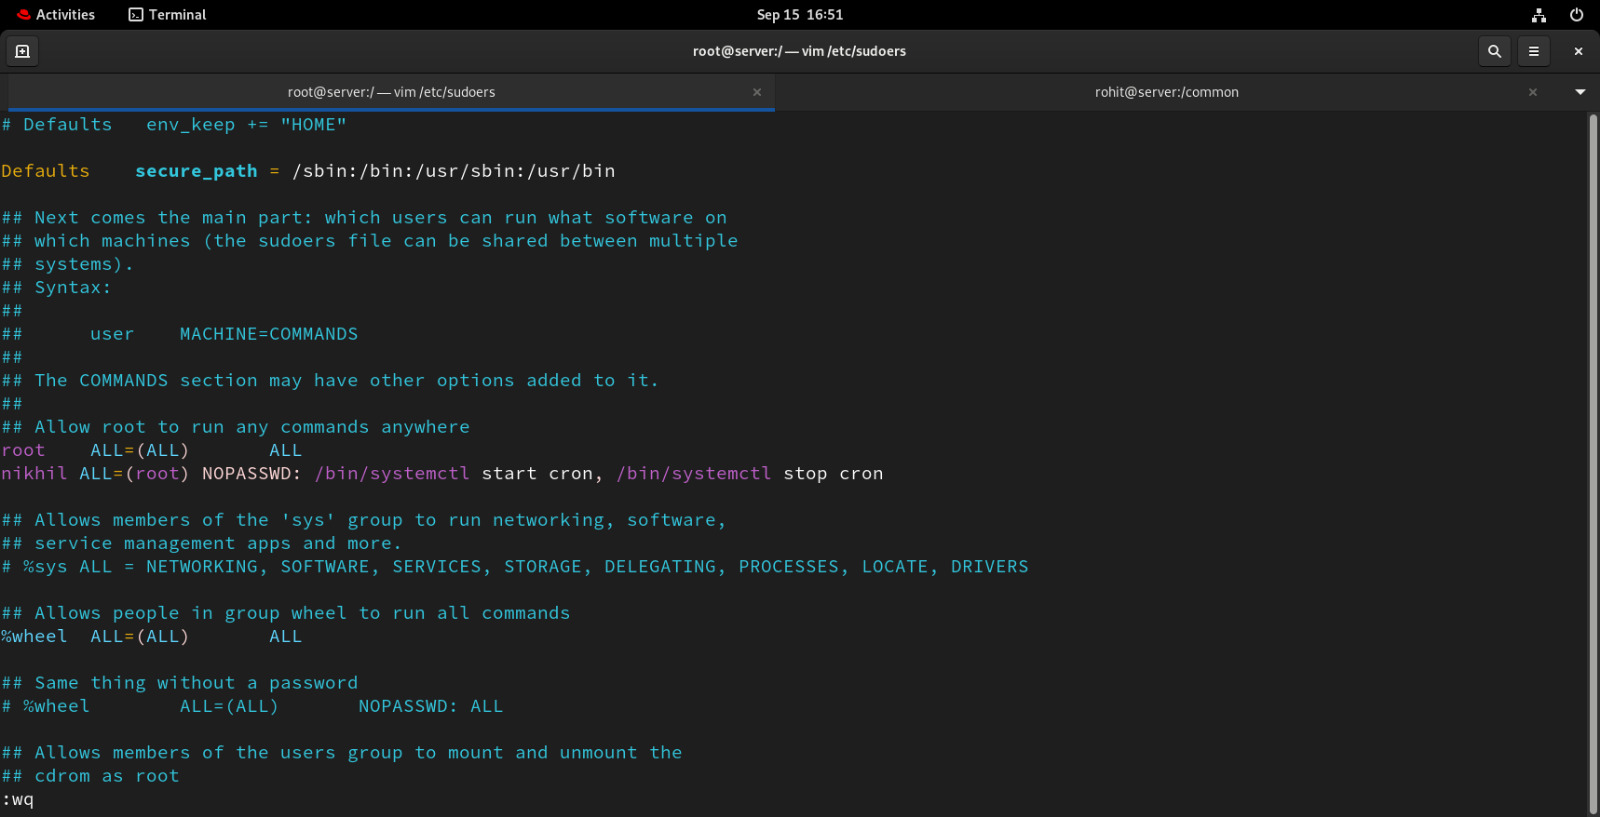 Activities Terminal Sep 15 16:51
root@server:/ — vim /etc/sudoers
root@server:/ — vim /etc/sudoers × rohit@server:/common ×
# Defaults   env_keep += "HOME"
Defaults    secure_path = /sbin:/bin:/usr/sbin:/usr/bin
## Next comes the main part: which users can run what software on
## which machines (the sudoers file can be shared between multiple
## systems).
## Syntax:
##
##      user    MACHINE=COMMANDS
##
## The COMMANDS section may have other options added to it.
##
## Allow root to run any commands anywhere
root    ALL=(ALL)       ALL
nikhil ALL=(root) NOPASSWD: /bin/systemctl start cron, /bin/systemctl stop cron
## Allows members of the 'sys' group to run networking, software,
## service management apps and more.
# %sys ALL = NETWORKING, SOFTWARE, SERVICES, STORAGE, DELEGATING, PROCESSES, LOCATE, DRIVERS
## Allows people in group wheel to run all commands
%wheel  ALL=(ALL)       ALL
## Same thing without a password
# %wheel        ALL=(ALL)       NOPASSWD: ALL
## Allows members of the users group to mount and unmount the
## cdrom as root
:wq